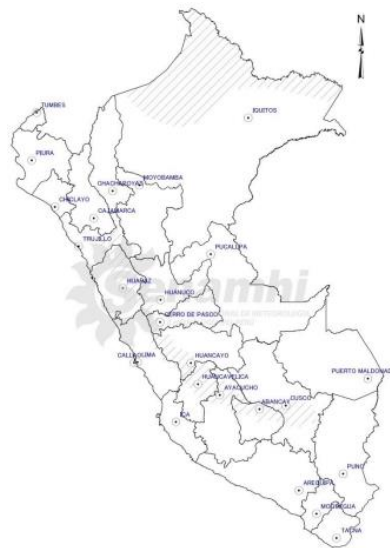 N
TUMBES
IQUITOS
PIURA
MOYOBAMBA
CHACHAPOYAS
CHICLAYO
CAJAMARCA
TRUJILLO
PUCALLPA
HUARAZ
HUANUCO
Senamhi
CERRO DE PASCO
CALLAO/LIMA
HUANCAYO
HUANCAVELICA
PUERTO MALDONADO
AYACUCHO
CUSCO
ABANCAY
ICA
PUNO
AREQUIPA
MOQUEGUA
TACNA